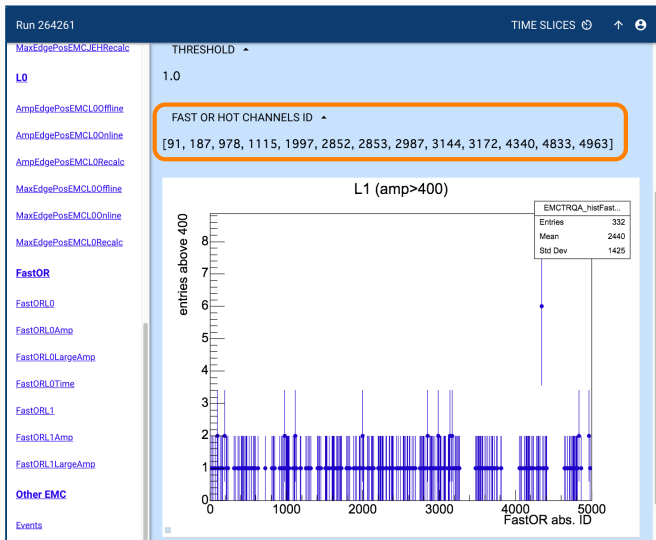 Run 264261
TIME SLICES
MaxEdgePosEMCJEHRecalc
L0
AmpEdgePosEMCL0Offline
AmpEdgePosEMCL0Online
AmpEdgePosEMCL0Recalc
MaxEdgePosEMCL0Offline
MaxEdgePosEMCL0Online
MaxEdgePosEMCL0Recalc
FastOR
FastORL0
FastORL0Amp
FastORL0LargeAmp
FastORL0Time
FastORL1
FastORL1Amp
FastORL1LargeAmp
Other EMC
Events
THRESHOLD
1.0
FAST OR HOT CHANNELS ID
[91, 187, 978, 1115, 1997, 2852, 2853, 2987, 3144, 3172, 4340, 4833, 4963]
L1 (amp>400)
EMCTRQA_histFast...
Entries 332
Mean 2440
Std Dev 1425
entries above 400
8
7
6
5
4
3
2
1
0
0 1000 2000 3000 4000 5000
FastOR abs. ID